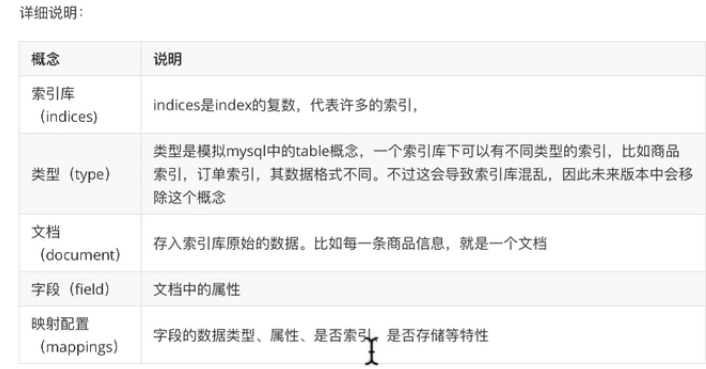 详细说明：
概念 说明
索引库
（indices)
indices是index的复数，代表许多的索引，
类型（type）
类型是模拟mysql中的table概念，一个索引库下可以有不同类型的索引，比如商品
索引，订单索引，其数据格式不同。不过这会导致索引库混乱，因此未来版本中会移
除这个概念
文档
（document）
存入索引库原始的数据。比如每一条商品信息，就是一个文档
字段（field）
文档中的属性
映射配置
（mappings）
字段的数据类型、属性、是否索引、是否存储等特性